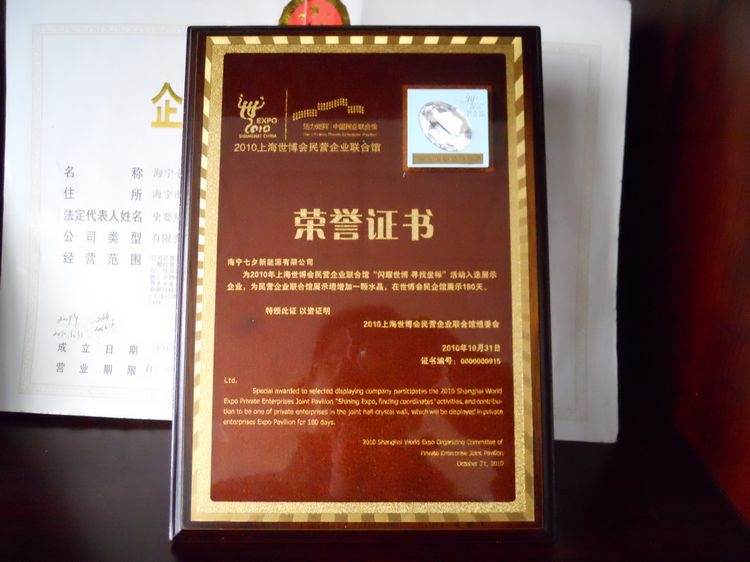 企
名 称 海宁
住 所 海宁市
法定代表人姓名
公司类型 有限
经营范围
成立日期
营业期限
EXPO
2010
SHANGHAI CHINA
活力矩阵 中国民企联合馆
2010上海世博会民营企业联合馆
荣誉证书
海宁七夕新能源有限公司
为2010年上海世博会民营企业联合馆“闪耀世博 寻找坐标”活动入选展示
企业，为民营企业联合馆展示墙增加一颗水晶，在世博会民企馆展示180天。
特颁此证 以资证明
2010上海世博会民营企业联合馆组委会
2010年10月31日
证书编号：0000000915
Ltd.
Special awarded to selected displaying company participates the 2010 Shanghai World
Expo Private Enterprises Joint Pavilion "Shining Expo, finding coordinates" activities, and contribu-
tion to be one of private enterprises in the joint hall crystal wall, which will be displayed in private
enterprises Expo Pavilion for 180 days.
2010 Shanghai World Expo Organizing Committee of
Private Enterprise Joint Pavilion
October 31, 2010